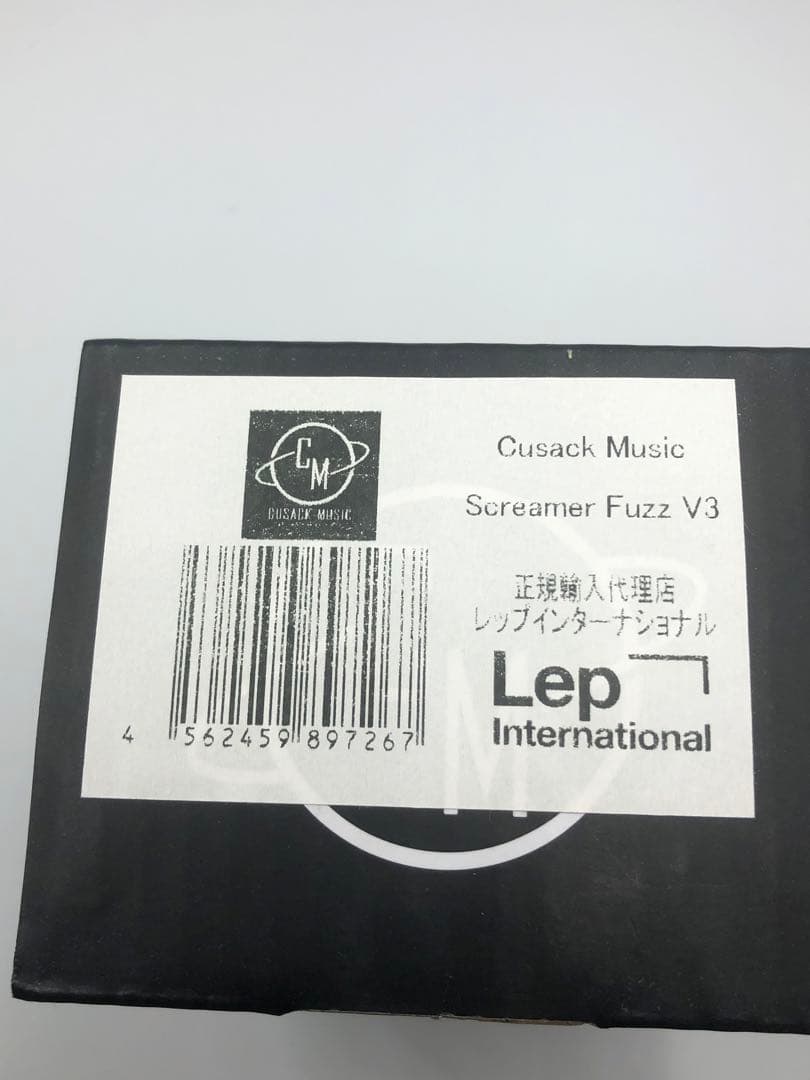 CM
CUSACK MUSIC
Cusack Music
Screamer Fuzz V3
正規輸入代理店
レップインターナショナル
Lep
International
4 562459 897267
M